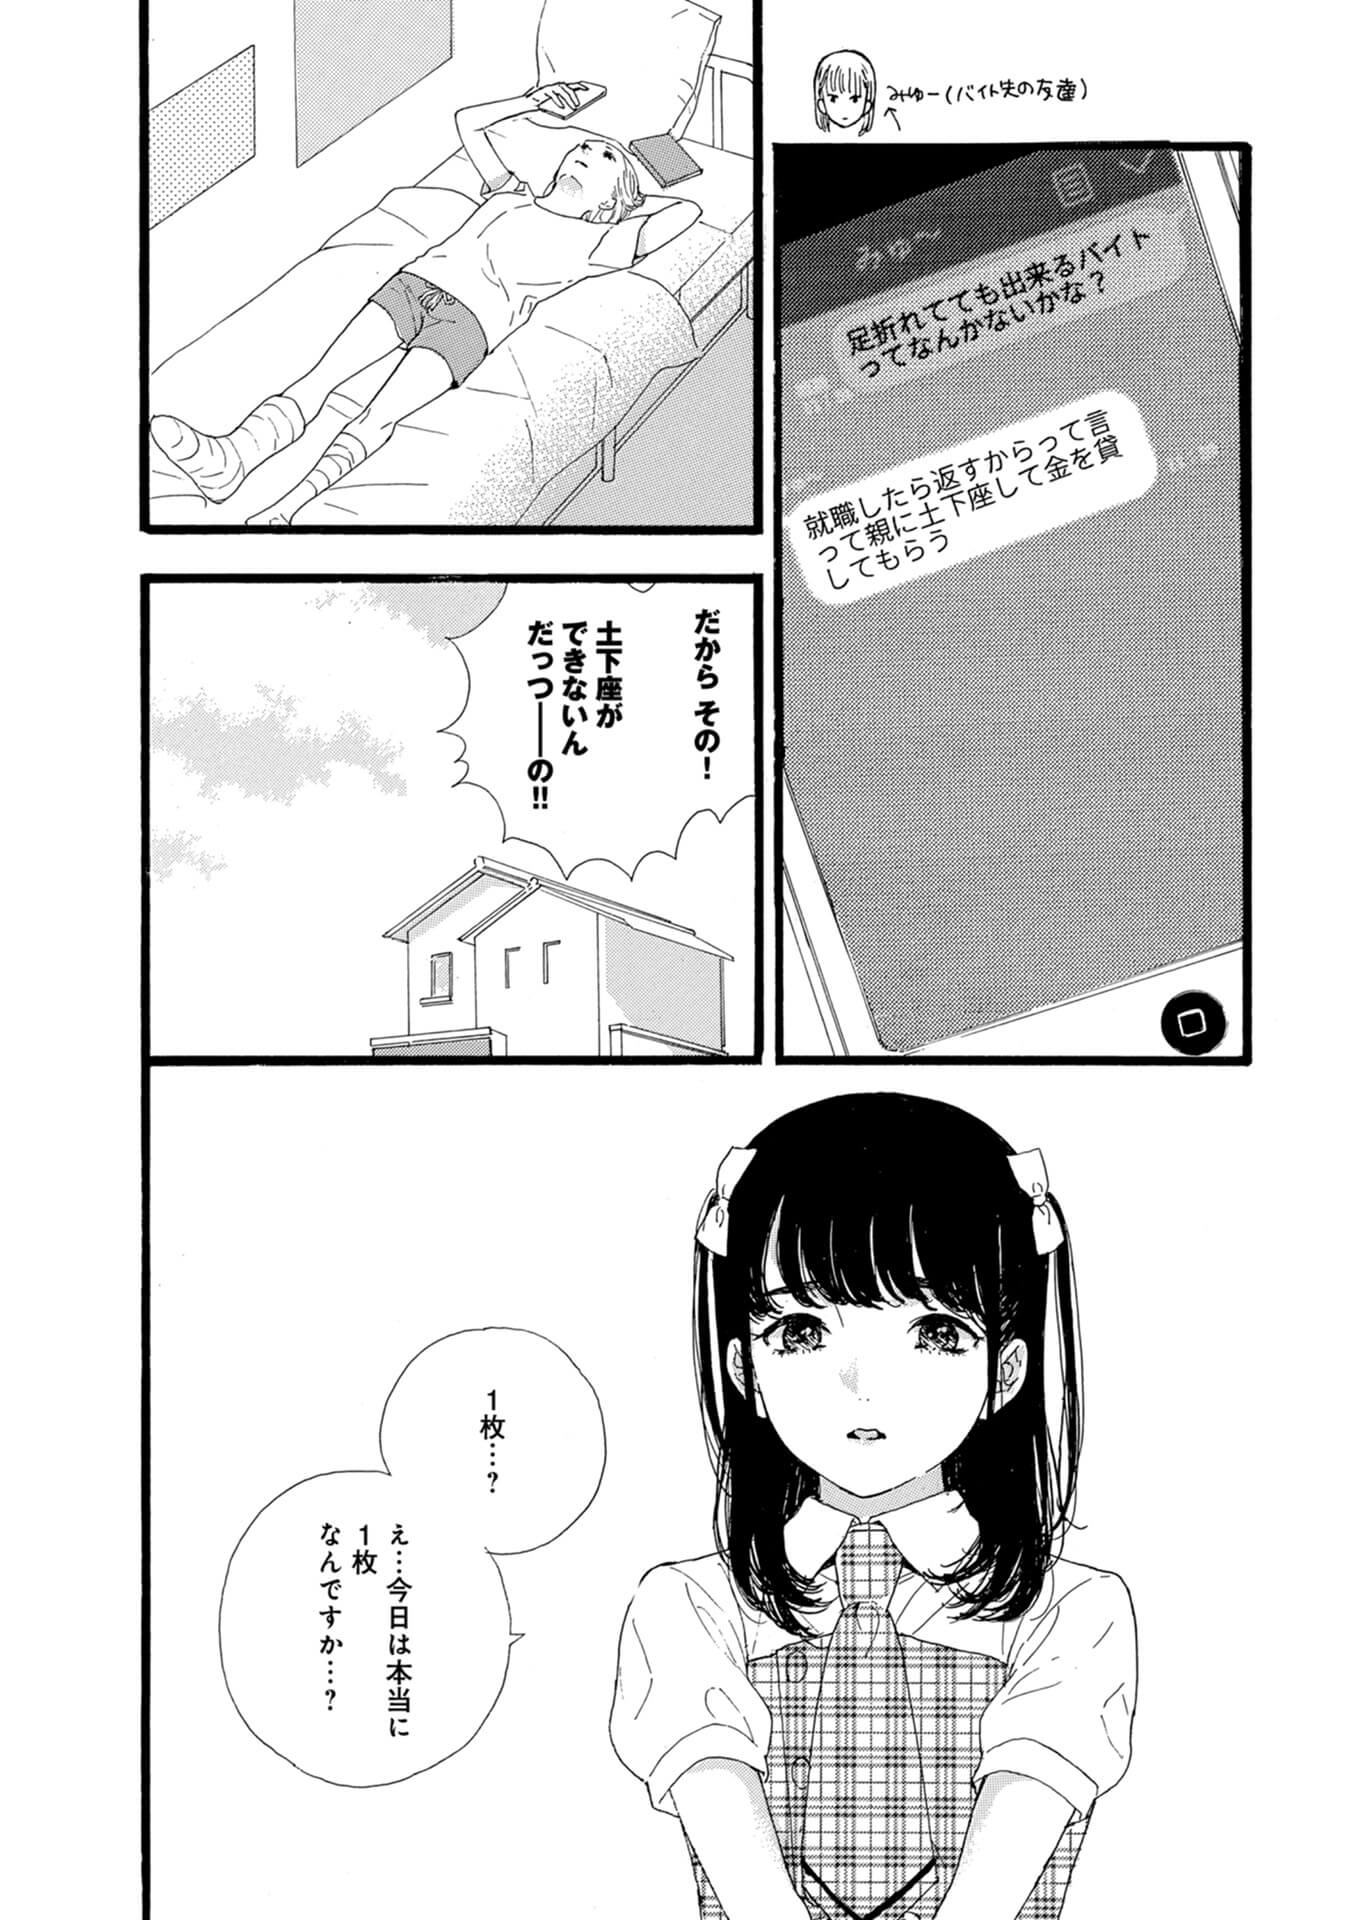 みゅー(バイト先の友達)
みゅ〜
足折れてても出来るバイト
ってなんかないかな?
就職したら返すからって言
って親に土下座して金を貸
してもらう
だから その!
土下座が
できないん
だっつ──の!!
1枚…?
え…今日は本当に
1枚
なんですか…?